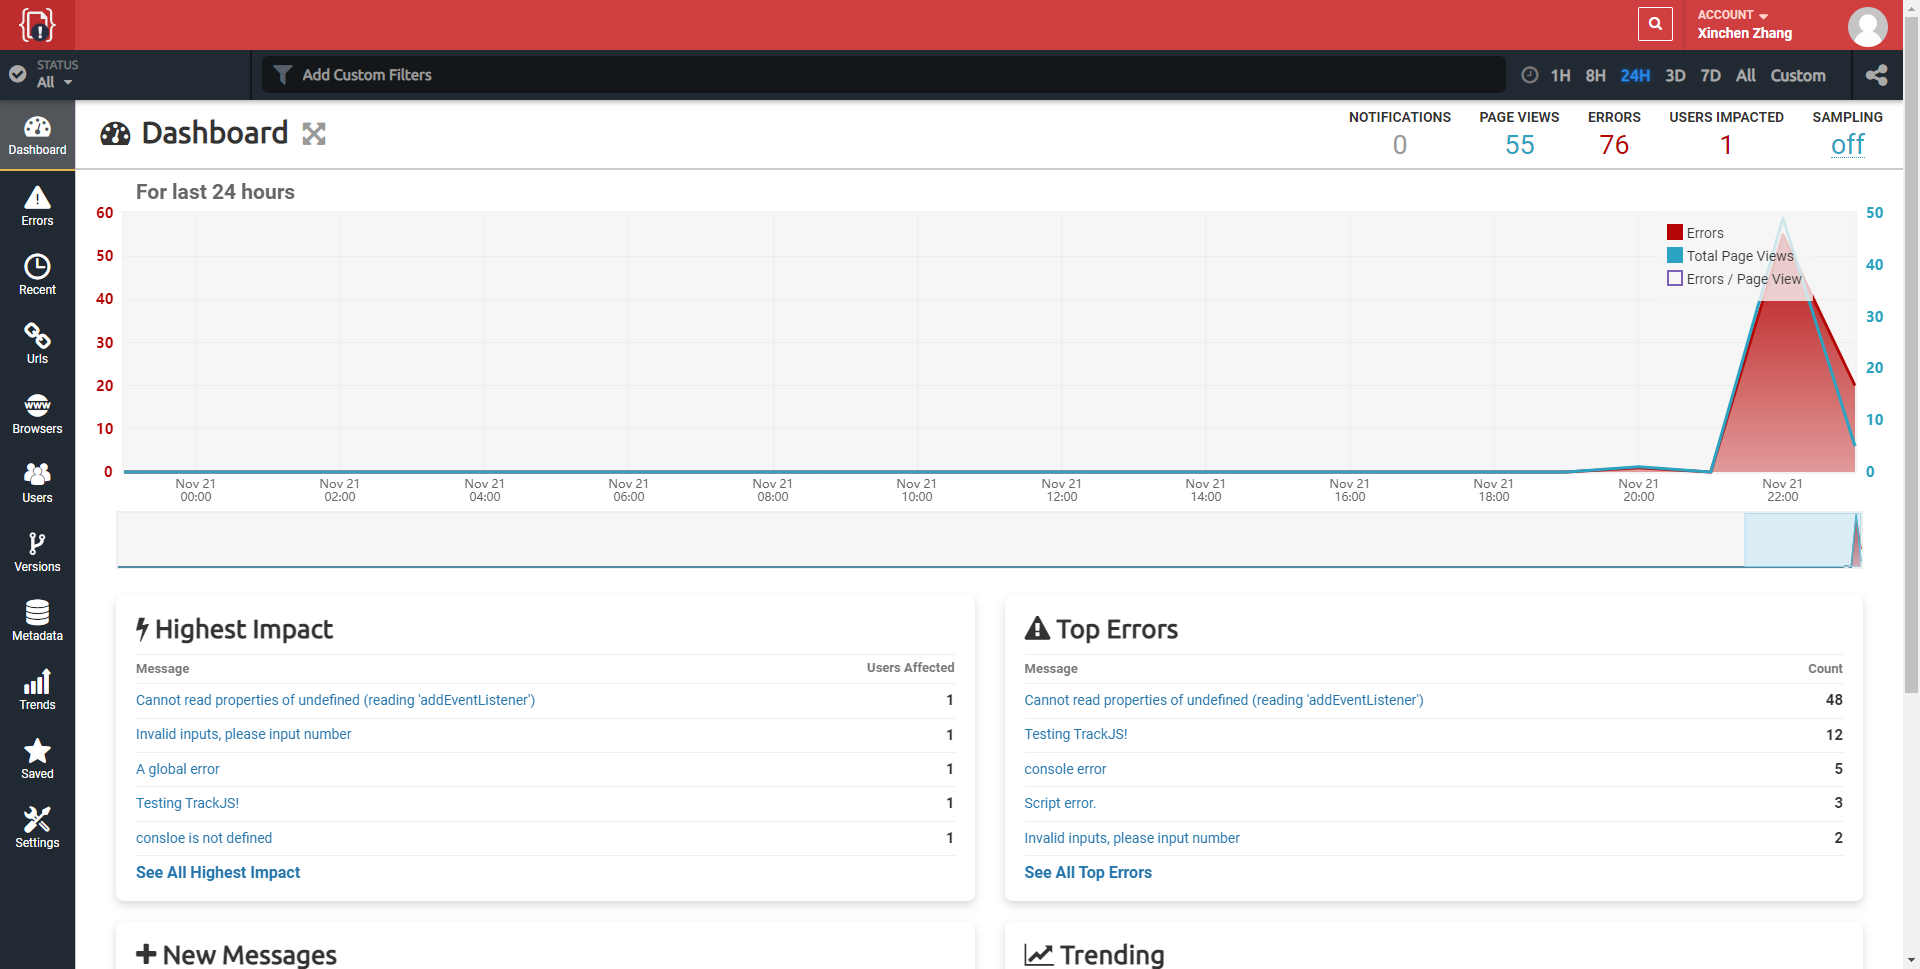 ACCOUNT
Xinchen Zhang
STATUS
All
Add Custom Filters
1H 8H 24H 3D 7D All Custom
Dashboard
Errors
Recent
Urls
www
Browsers
Users
Versions
Metadata
Trends
Saved
Settings
Dashboard
NOTIFICATIONS
0
PAGE VIEWS
55
ERRORS
76
USERS IMPACTED
1
SAMPLING
off
For last 24 hours
60
50
40
30
20
10
0
Errors
Total Page Views
Errors / Page View
50
40
30
20
10
0
Nov 21
00:00
Nov 21
02:00
Nov 21
04:00
Nov 21
06:00
Nov 21
08:00
Nov 21
10:00
Nov 21
12:00
Nov 21
14:00
Nov 21
16:00
Nov 21
18:00
Nov 21
20:00
Nov 21
22:00
Highest Impact
Message Users Affected
Cannot read properties of undefined (reading 'addEventListener') 1
Invalid inputs, please input number 1
A global error 1
Testing TrackJS! 1
consloe is not defined 1
See All Highest Impact
Top Errors
Message Count
Cannot read properties of undefined (reading 'addEventListener') 48
Testing TrackJS! 12
console error 5
Script error. 3
Invalid inputs, please input number 2
See All Top Errors
New Messages
Trending